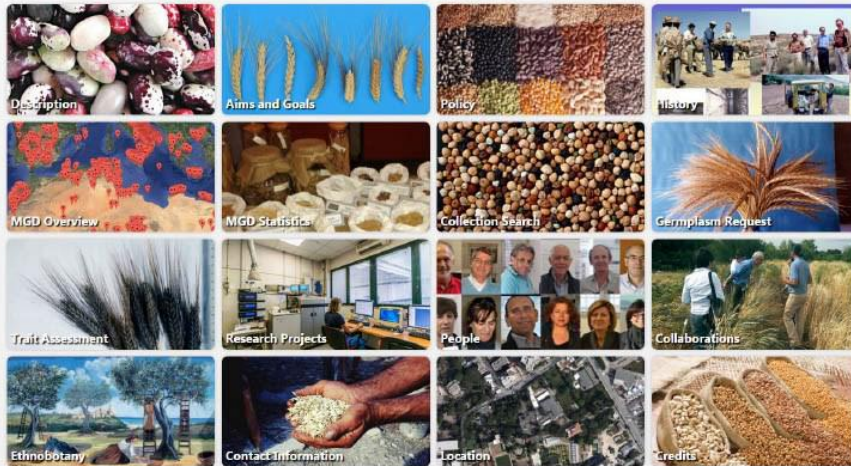 Description
Aims and Goals
Policy
History
MGD Overview
MGD Statistics
Collection Search
Germplasm Request
Trait Assessment
Research Projects
People
Collaborations
Ethnobotany
Contact Information
Location
Credits